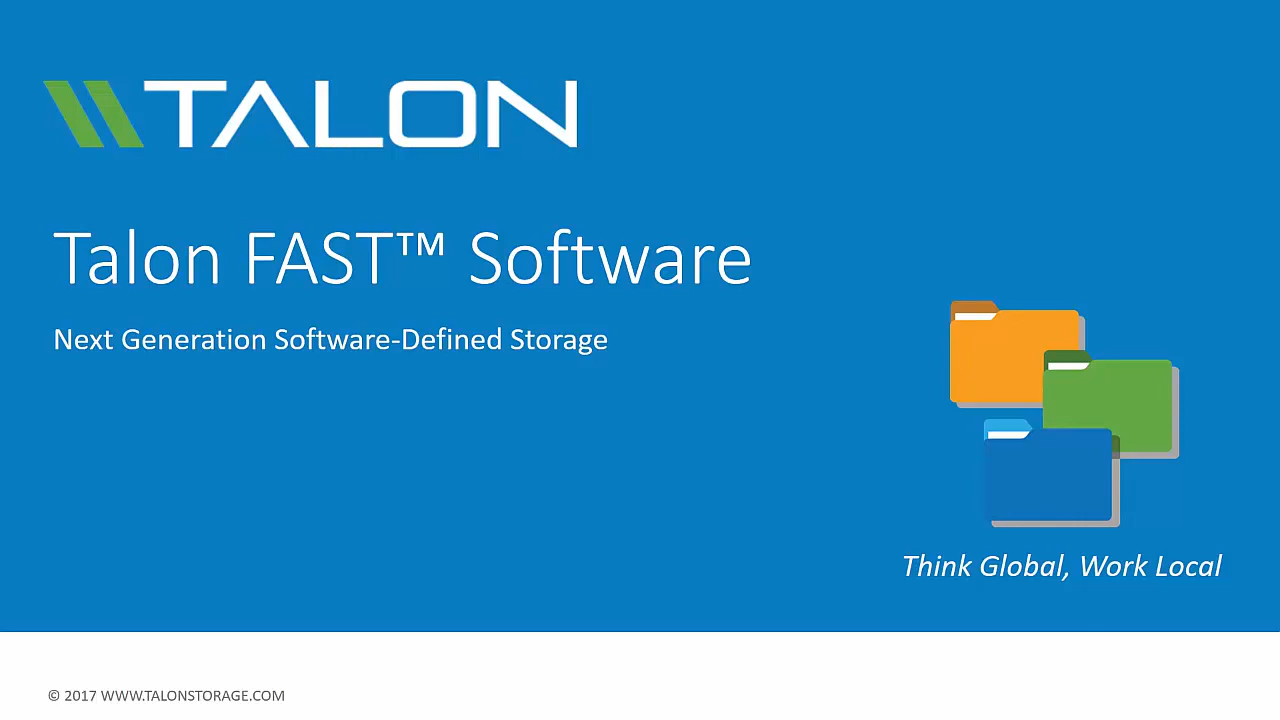 TALON
Talon FAST™ Software
Next Generation Software-Defined Storage
Think Global, Work Local
© 2017 WWW.TALONSTORAGE.COM